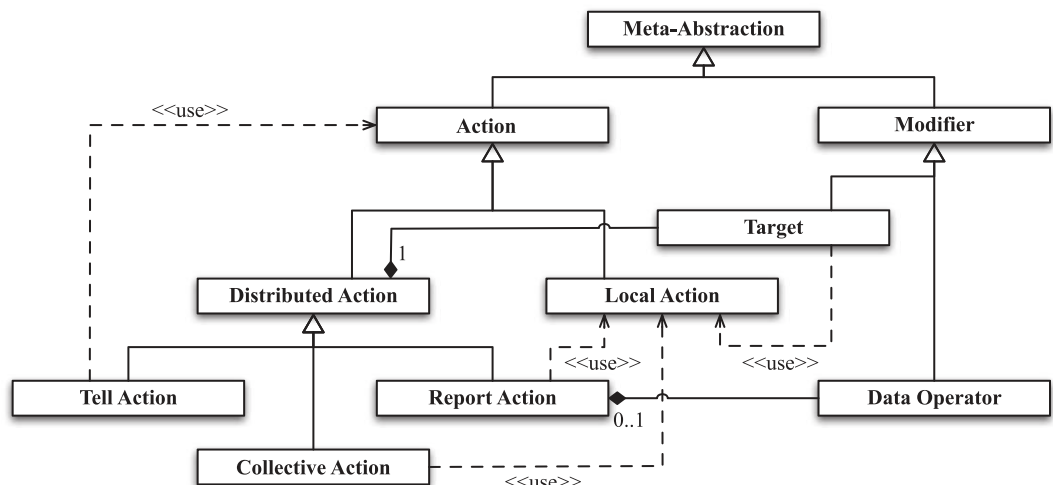 Meta-Abstraction
<<use>>
Action
Modifier
Target
1
Distributed Action
Local Action
<<use>>
<<use>>
Tell Action
Report Action
Data Operator
0..1
Collective Action
<<use>>